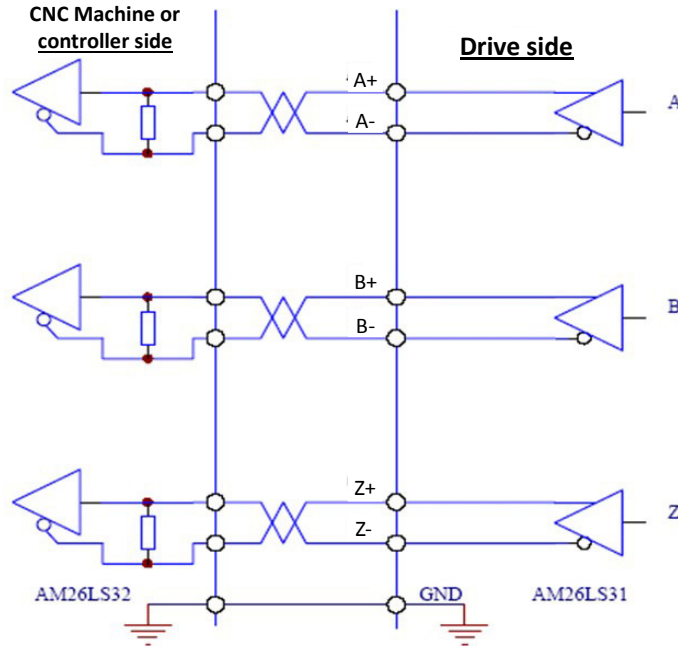 CNC Machine or
controller side
Drive side
A+
A
A-
B+
B
B-
Z+
Z
Z-
AM26LS32
GND
AM26LS31